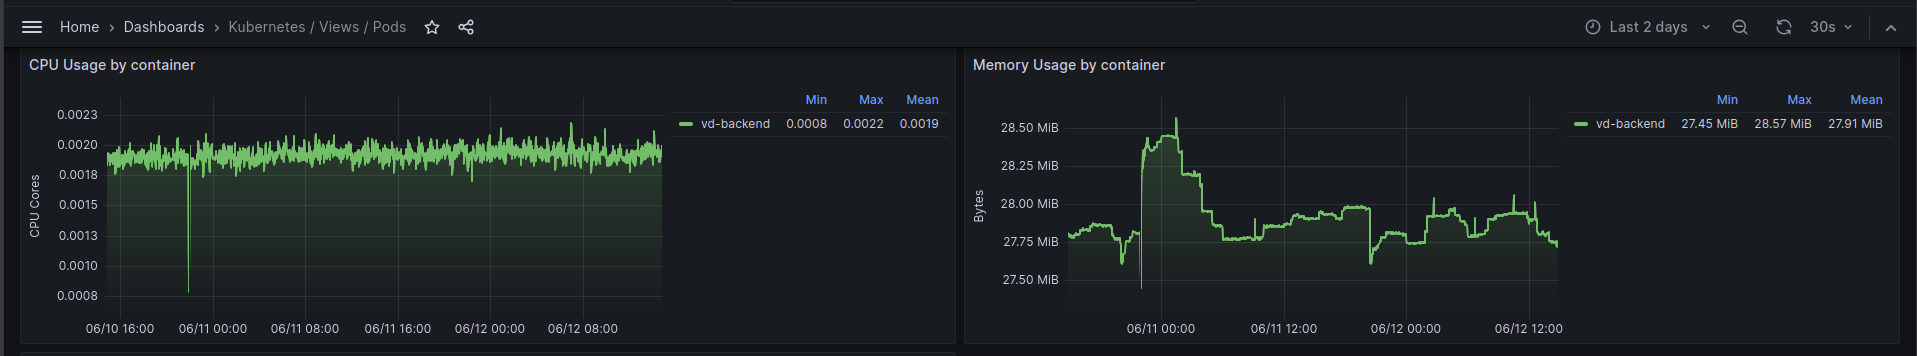 Home › Dashboards › Kubernetes / Views / Pods
Last 2 days
30s
CPU Usage by container
CPU Cores
0.0023
0.0020
0.0018
0.0015
0.0013
0.0010
0.0008
06/10 16:00 06/11 00:00 06/11 08:00 06/11 16:00 06/12 00:00 06/12 08:00
Min Max Mean
vd-backend 0.0008 0.0022 0.0019
Memory Usage by container
Bytes
28.50 MiB
28.25 MiB
28.00 MiB
27.75 MiB
27.50 MiB
06/11 00:00 06/11 12:00 06/12 00:00 06/12 12:00
Min Max Mean
vd-backend 27.45 MiB 28.57 MiB 27.91 MiB